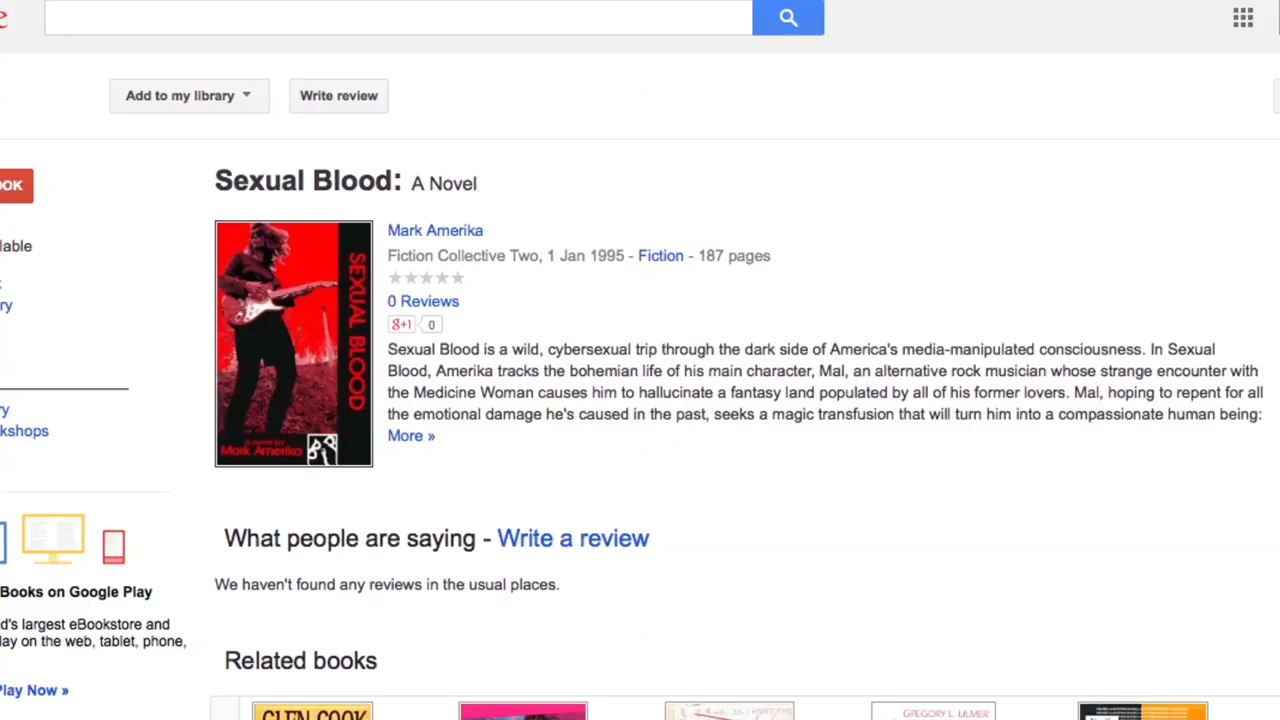 e
Add to my library
Write review
OOK
Sexual Blood: A Novel
lable
ry
SEXUAL BLOOD
a novel by
Mark Amerika
Mark Amerika
Fiction Collective Two, 1 Jan 1995 - Fiction - 187 pages
0 Reviews
g+1 0
Sexual Blood is a wild, cybersexual trip through the dark side of America's media-manipulated consciousness. In Sexual
Blood, Amerika tracks the bohemian life of his main character, Mal, an alternative rock musician whose strange encounter with
the Medicine Woman causes him to hallucinate a fantasy land populated by all of his former lovers. Mal, hoping to repent for all
the emotional damage he's caused in the past, seeks a magic transfusion that will turn him into a compassionate human being:
More »
ry
kshops
What people are saying - Write a review
We haven't found any reviews in the usual places.
Books on Google Play
d's largest eBookstore and
lay on the web, tablet, phone,
Play Now »
Related books
GLEN COOK
GREGORY L. ULMER